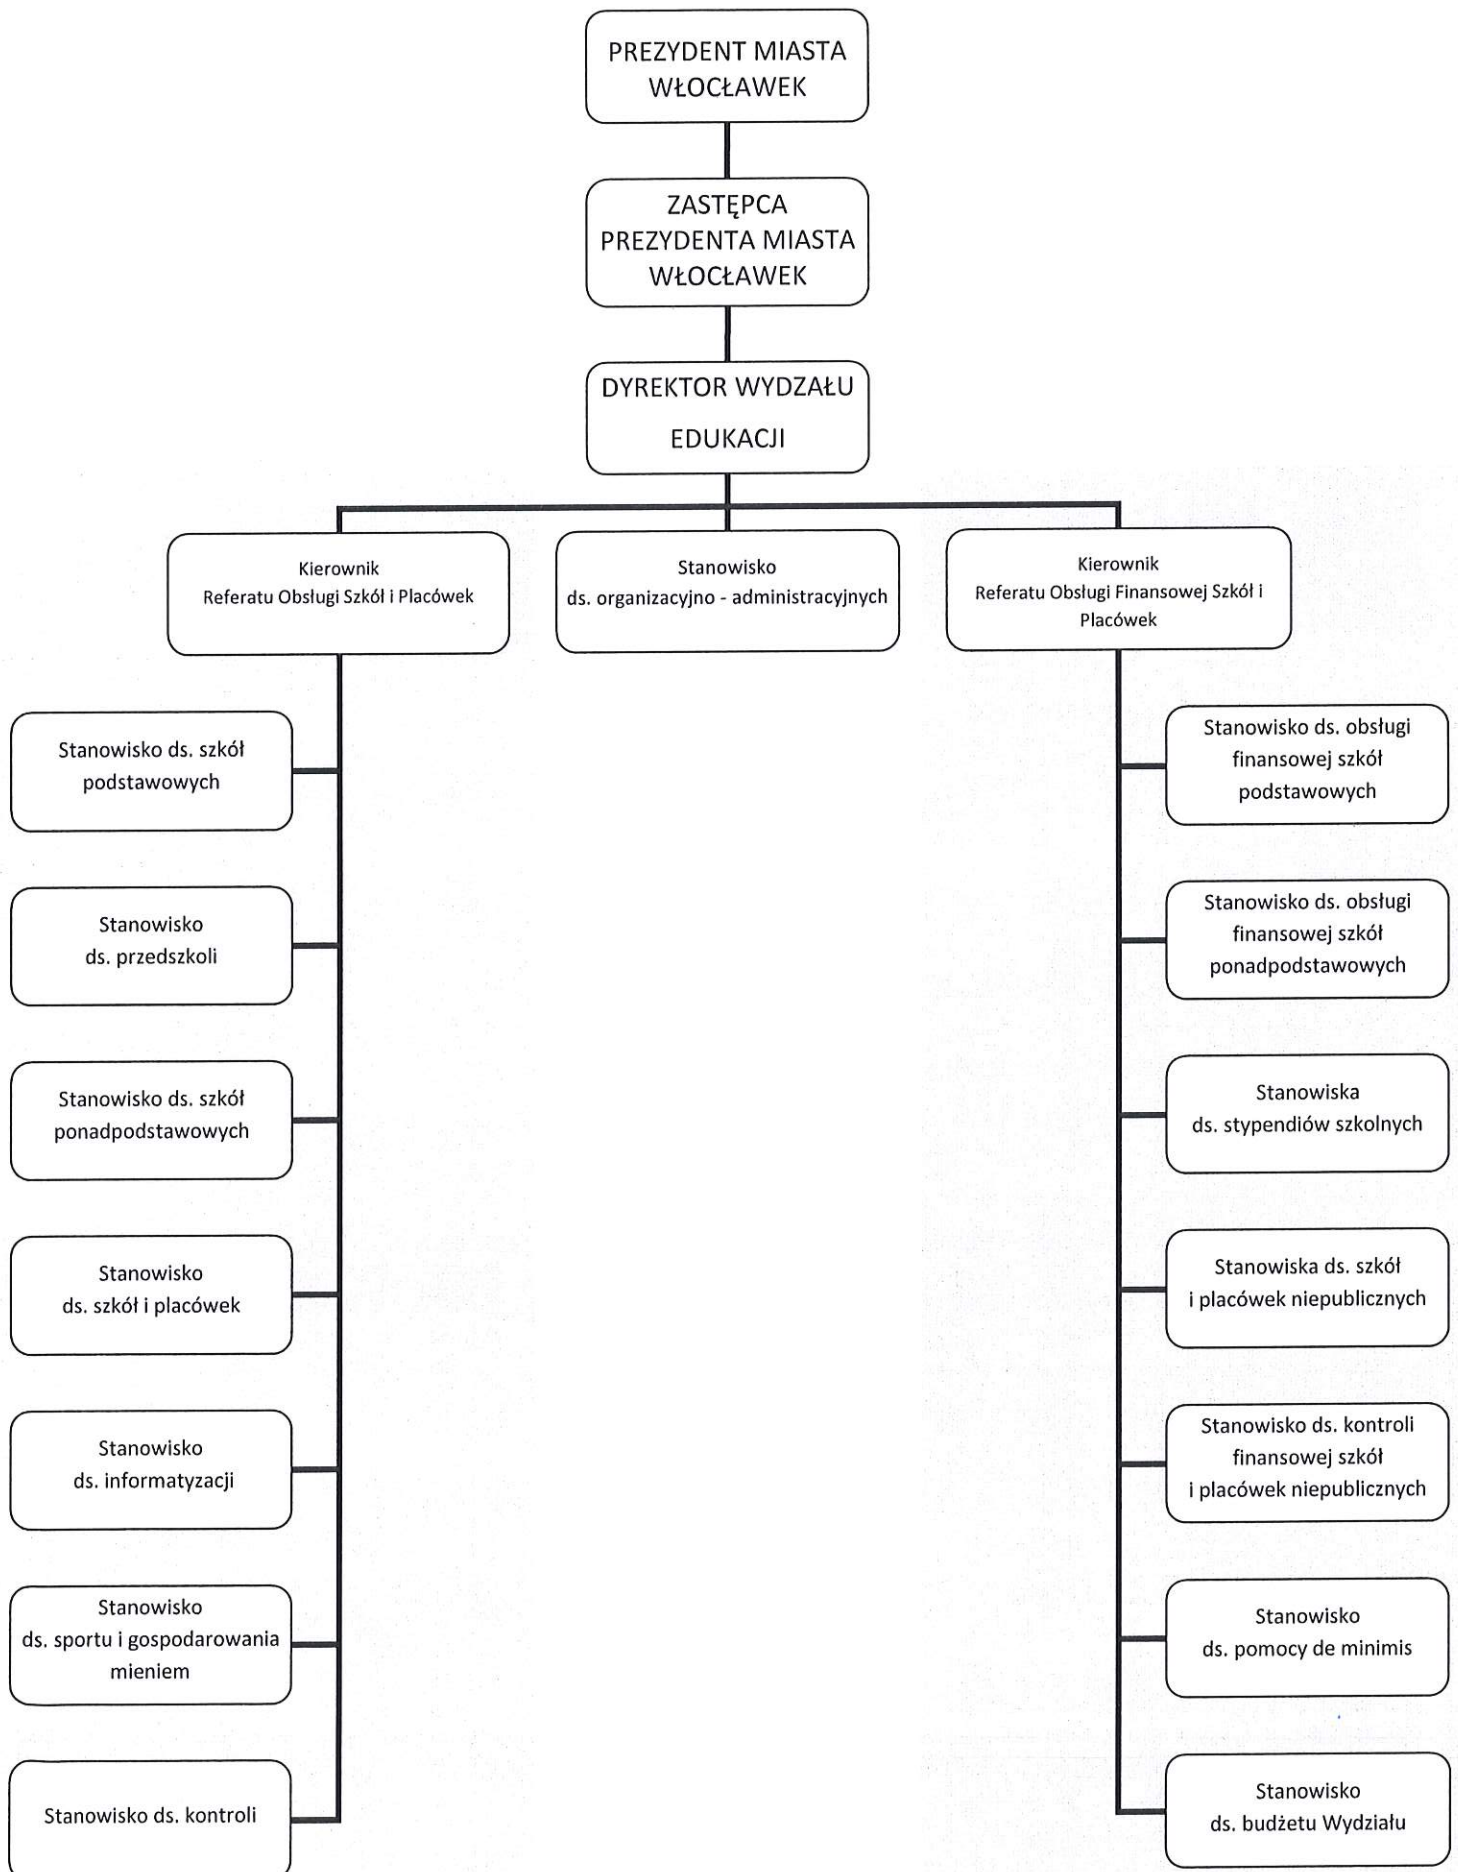 PREZYDENT MIASTA
WŁOCŁAWEK
ZASTĘPCA
PREZYDENTA MIASTA
WŁOCŁAWEK
DYREKTOR WYDZAŁU
EDUKACJI
Kierownik
Referatu Obsługi Szkół i Placówek
Stanowisko
ds. organizacyjno - administracyjnych
Kierownik
Referatu Obsługi Finansowej Szkół i
Placówek
Stanowisko ds. szkół
podstawowych
Stanowisko
ds. przedszkoli
Stanowisko ds. szkół
ponadpodstawowych
Stanowisko
ds. szkół i placówek
Stanowisko
ds. informatyzacji
Stanowisko
ds. sportu i gospodarowania
mieniem
Stanowisko ds. kontroli
Stanowisko ds. obsługi
finansowej szkół
podstawowych
Stanowisko ds. obsługi
finansowej szkół
ponadpodstawowych
Stanowiska
ds. stypendiów szkolnych
Stanowiska ds. szkół
i placówek niepublicznych
Stanowisko ds. kontroli
finansowej szkół
i placówek niepublicznych
Stanowisko
ds. pomocy de minimis
Stanowisko
ds. budżetu Wydziału